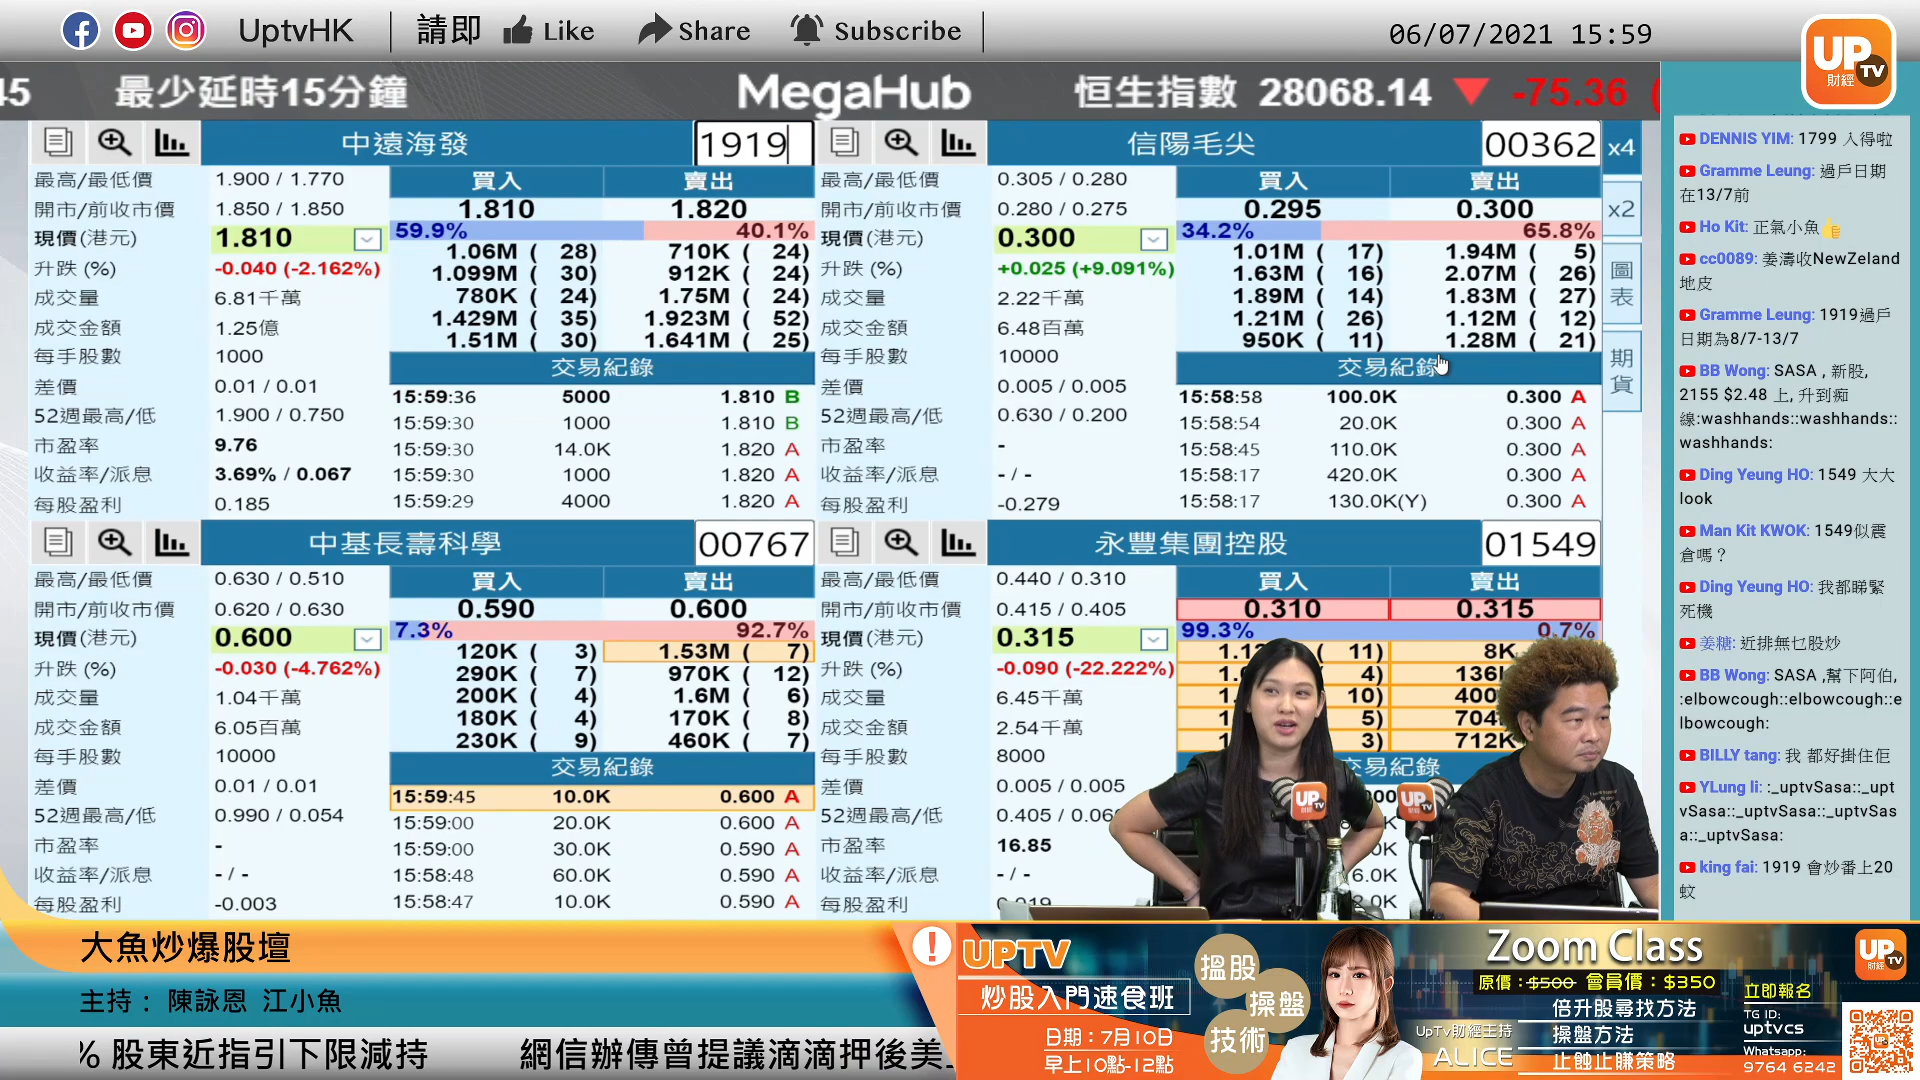 UptvHK
請即
Like
Share
Subscribe
06/07/2021 15:59
UP TV 財經
最少延時15分鐘
MegaHub
恒生指數 28068.14 ▼ -75.36
中遠海發 1919
最高/最低價 1.900 / 1.770
開市/前收市價 1.850 / 1.850
現價(港元) 1.810
升跌 (%) -0.040 (-2.162%)
成交量 6.81千萬
成交金額 1.25億
每手股數 1000
差價 0.01 / 0.01
52週最高/低 1.900 / 0.750
市盈率 9.76
收益率/派息 3.69% / 0.067
每股盈利 0.185
買入 賣出
1.810 1.820
59.9% 40.1%
1.06M ( 28) 710K ( 24)
1.099M ( 30) 912K ( 24)
780K ( 24) 1.75M ( 24)
1.429M ( 35) 1.923M ( 52)
1.51M ( 30) 1.641M ( 25)
交易紀錄
15:59:36 5000 1.810 B
15:59:30 1000 1.810 B
15:59:30 14.0K 1.820 A
15:59:30 1000 1.820 A
15:59:29 4000 1.820 A
信陽毛尖 00362
最高/最低價 0.305 / 0.280
開市/前收市價 0.280 / 0.275
現價(港元) 0.300
升跌 (%) +0.025 (+9.091%)
成交量 2.22千萬
成交金額 6.48百萬
每手股數 10000
差價 0.005 / 0.005
52週最高/低 0.630 / 0.200
市盈率 -
收益率/派息 - / -
每股盈利 -0.279
買入 賣出
0.295 0.300
34.2% 65.8%
1.01M ( 17) 1.94M ( 5)
1.63M ( 16) 2.07M ( 26)
1.89M ( 14) 1.83M ( 27)
1.21M ( 26) 1.12M ( 12)
950K ( 11) 1.28M ( 21)
交易紀錄
15:58:58 100.0K 0.300 A
15:58:54 20.0K 0.300 A
15:58:45 110.0K 0.300 A
15:58:17 420.0K 0.300 A
15:58:17 130.0K(Y) 0.300 A
x4
x2
圖表
期貨
中基長壽科學 00767
最高/最低價 0.630 / 0.510
開市/前收市價 0.620 / 0.630
現價(港元) 0.600
升跌 (%) -0.030 (-4.762%)
成交量 1.04千萬
成交金額 6.05百萬
每手股數 10000
差價 0.01 / 0.01
52週最高/低 0.990 / 0.054
市盈率 -
收益率/派息 - / -
每股盈利 -0.003
買入 賣出
0.590 0.600
7.3% 92.7%
120K ( 3) 1.53M ( 7)
290K ( 7) 970K ( 12)
200K ( 4) 1.6M ( 6)
180K ( 4) 170K ( 8)
230K ( 9) 460K ( 7)
交易紀錄
15:59:45 10.0K 0.600 A
15:59:00 20.0K 0.600 A
15:59:00 30.0K 0.590 A
15:58:48 60.0K 0.590 A
15:58:47 10.0K 0.590 A
永豐集團控股 01549
最高/最低價 0.440 / 0.310
開市/前收市價 0.415 / 0.405
現價(港元) 0.315
升跌 (%) -0.090 (-22.222%)
成交量 6.45千萬
成交金額 2.54千萬
每手股數 8000
差價 0.005 / 0.005
52週最高/低 0.405 /
市盈率 16.85
收益率/派息 - / -
每股盈利
買入 賣出
0.310 0.315
99.3% 0.7%
11) 8K
4) 136
10) 400
5) 704
3) 712K
交易紀錄
DENNIS YIM: 1799 人得啦
Gramme Leung: 過戶日期
在13/7前
Ho Kit: 正氣小魚👍
cc0089: 姜濤收NewZeland
地皮
Gramme Leung: 1919過戶
日期為8/7-13/7
BB Wong: SASA , 新股,
2155 $2.48 上, 升到痴
線:washhands::washhands::
washhands:
Ding Yeung HO: 1549 大大
look
Man Kit KWOK: 1549似震
倉嗎？
Ding Yeung HO: 我都睇緊
死機
姜糖: 近排無乜股炒
BB Wong: SASA ,幫下阿伯,
:elbowcough::elbowcough::e
lbowcough:
BILLY tang: 我 都好掛住佢
YLung li: :_uptvSasa::_upt
vSasa::_uptvSasa::_uptvSas
a::_uptvSasa:
king fai: 1919 會炒番上20
蚊
大魚炒爆股壇
主持： 陳詠恩 江小魚
% 股東近指引下限減持 網信辦傳曾提議滴滴押後美
UPTV
炒股入門速食班
日期：7月10日
早上10點-12點
搵股
操盤
技術
UpTV財經主持
ALICE
Zoom Class
原價：$500 會員價：$350
倍升股尋找方法
操盤方法
止蝕止賺策略
UP TV 財經
立即報名
TG ID:
uptvcs
Whatsapp:
9764 6242